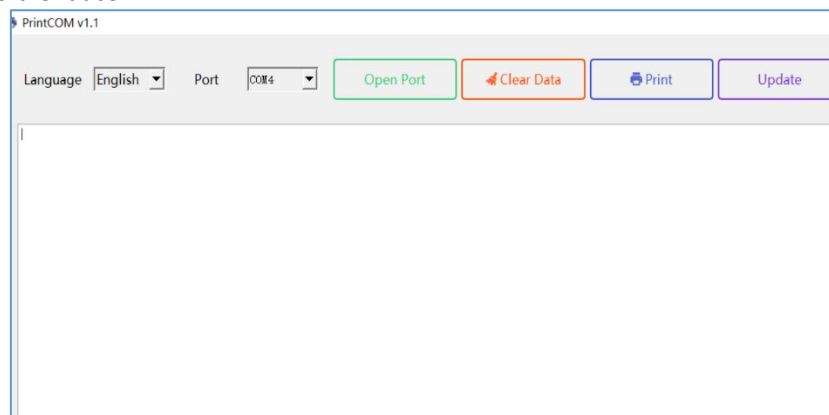 PrintCOM v1.1
Language English Port COM4 Open Port Clear Data Print Update